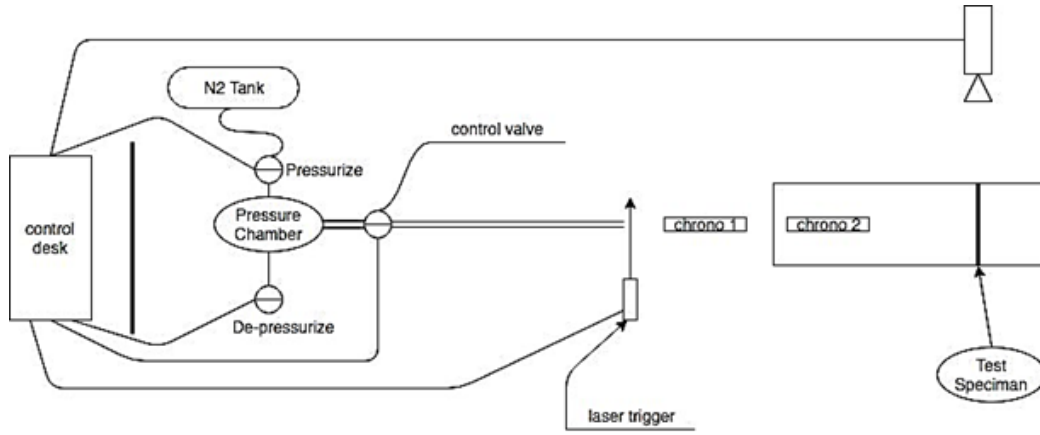 N2 Tank
control valve
Pressurize
Pressure
Chamber
control
desk
chrono 1
chrono 2
De-pressurize
Test
Speciman
laser trigger